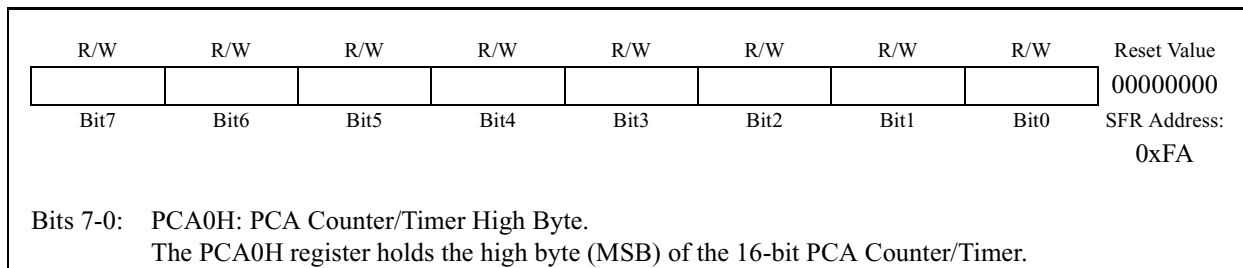 R/W R/W R/W R/W R/W R/W R/W R/W Reset Value
00000000
Bit7 Bit6 Bit5 Bit4 Bit3 Bit2 Bit1 Bit0 SFR Address:
0xFA
Bits 7-0: PCA0H: PCA Counter/Timer High Byte.
The PCA0H register holds the high byte (MSB) of the 16-bit PCA Counter/Timer.